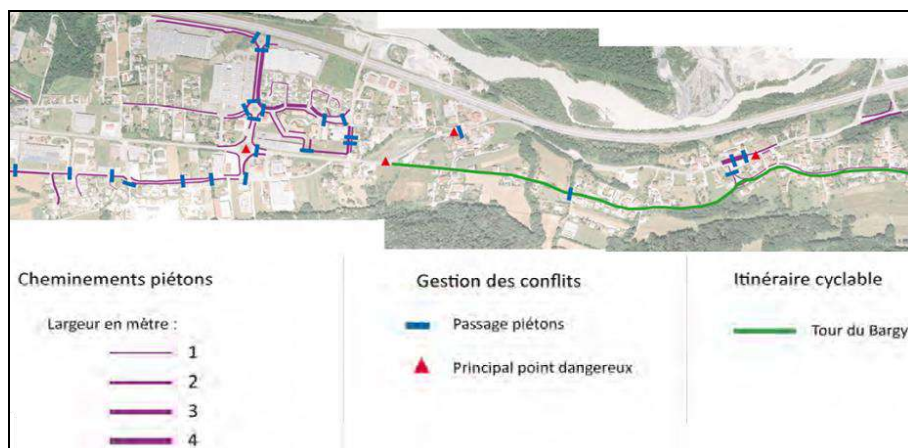 Cheminements piétons
Largeur en mètre :
1
2
3
4
Gestion des conflits
Passage piétons
Principal point dangereux
Itinéraire cyclable
Tour du Bargy